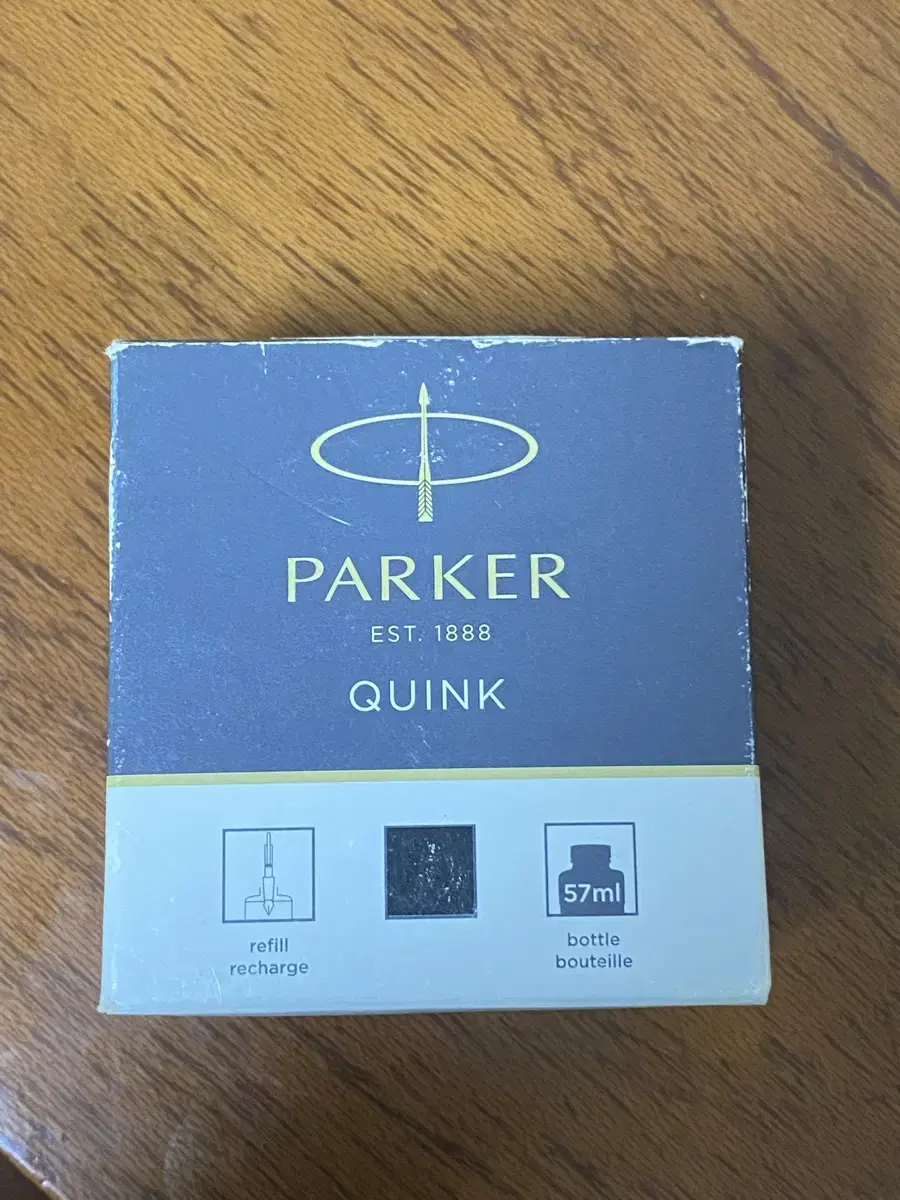 PARKER
EST. 1888
QUINK
57ml
refill
recharge
bottle
bouteille